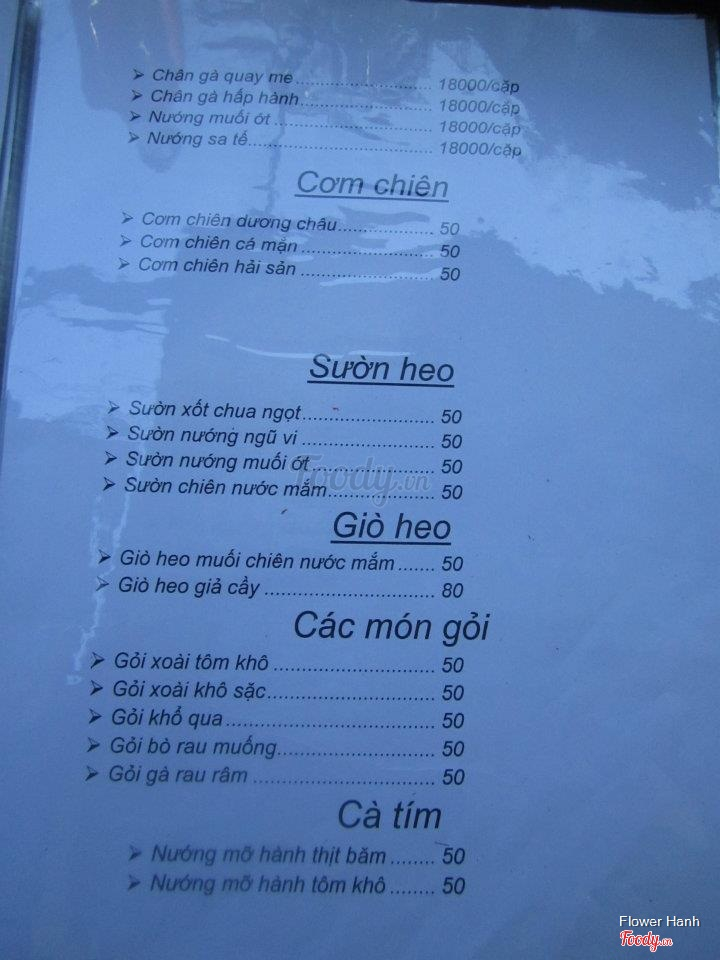 ➢ Chân gà quay me ........................ 18000/cặp
➢ Chân gà hấp hành........................ 18000/cặp
➢ Nướng muối ớt ............................ 18000/cặp
➢ Nướng sa tế................................. 18000/cặp
Cơm chiên
➢ Cơm chiên dương châu................. 50
➢ Cơm chiên cá mặn ........................ 50
➢ Cơm chiên hải sản ........................ 50
Sườn heo
➢ Sườn xốt chua ngọt........................ 50
➢ Sườn nướng ngũ vi ........................ 50
➢ Sườn nướng muối ớt...................... 50
➢ Sườn chiên nước mắm................... 50
Foody.vn
Giò heo
➢ Giò heo muối chiên nước mắm ....... 50
➢ Giò heo giả cầy .............................. 80
Các món gỏi
➢ Gỏi xoài tôm khô ............................ 50
➢ Gỏi xoài khô sặc............................. 50
➢ Gỏi khổ qua .................................... 50
➢ Gỏi bò rau muống........................... 50
➢ Gỏi gà rau râm ............................... 50
Cà tím
➢ Nướng mỡ hành thịt băm ........ 50
➢ Nướng mỡ hành tôm khô ........ 50
Flower Hanh
Foody.vn